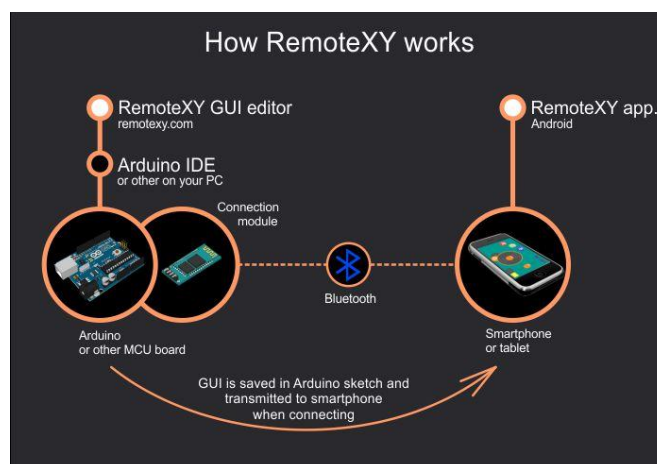 How RemoteXY works
RemoteXY GUI editor
remotexy.com
RemoteXY app.
Android
Arduino IDE
or other on your PC
Connection
module
Bluetooth
Arduino
or other MCU board
Smartphone
or tablet
GUI is saved in Arduino sketch and
transmitted to smartphone
when connecting